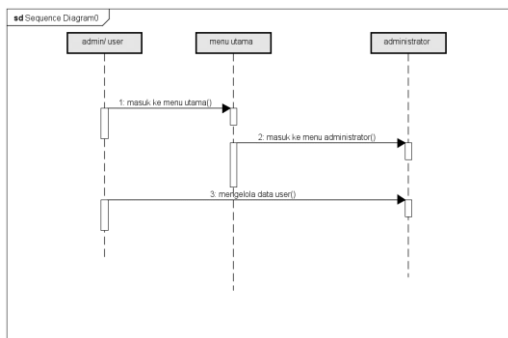 sd Sequence Diagram0
admin/ user
menu utama
administrator
1: masuk ke menu utama()
2: masuk ke menu administrator()
3: mengelola data user()